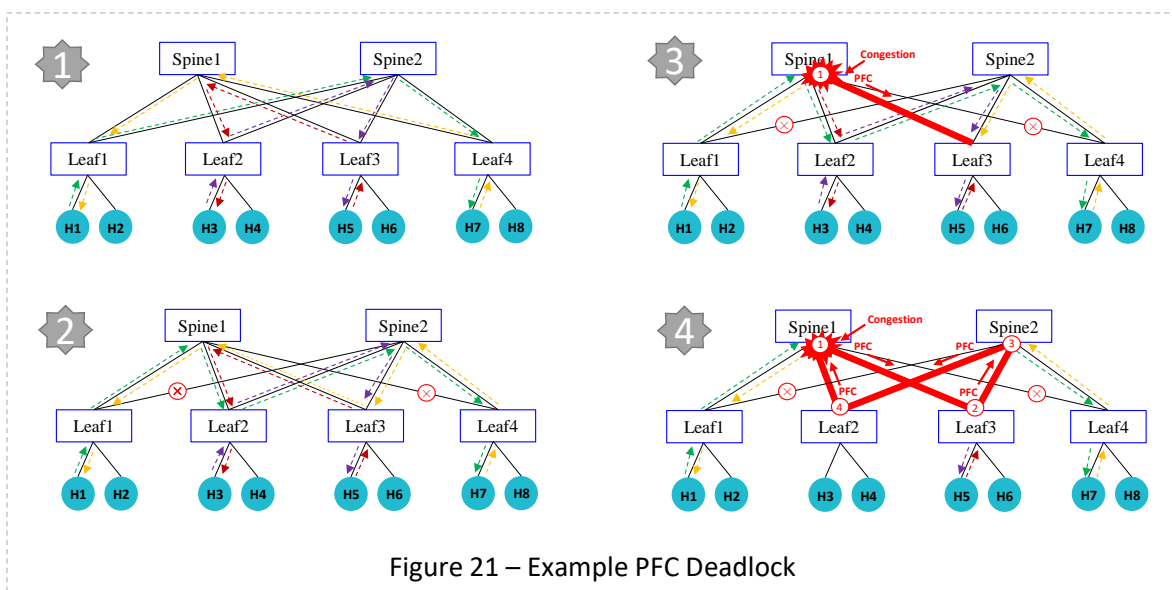 1
Spine1 Spine2
Leaf1 Leaf2 Leaf3 Leaf4
H1 H2 H3 H4 H5 H6 H7 H8
3
Congestion
Spine1 Spine2
1 PFC
Leaf1 Leaf2 Leaf3 Leaf4
H1 H2 H3 H4 H5 H6 H7 H8
2
Spine1 Spine2
Leaf1 Leaf2 Leaf3 Leaf4
H1 H2 H3 H4 H5 H6 H7 H8
4
Congestion
Spine1 Spine2
1 PFC PFC 3
PFC PFC
4 2
Leaf1 Leaf2 Leaf3 Leaf4
H1 H2 H3 H4 H5 H6 H7 H8
Figure 21 – Example PFC Deadlock